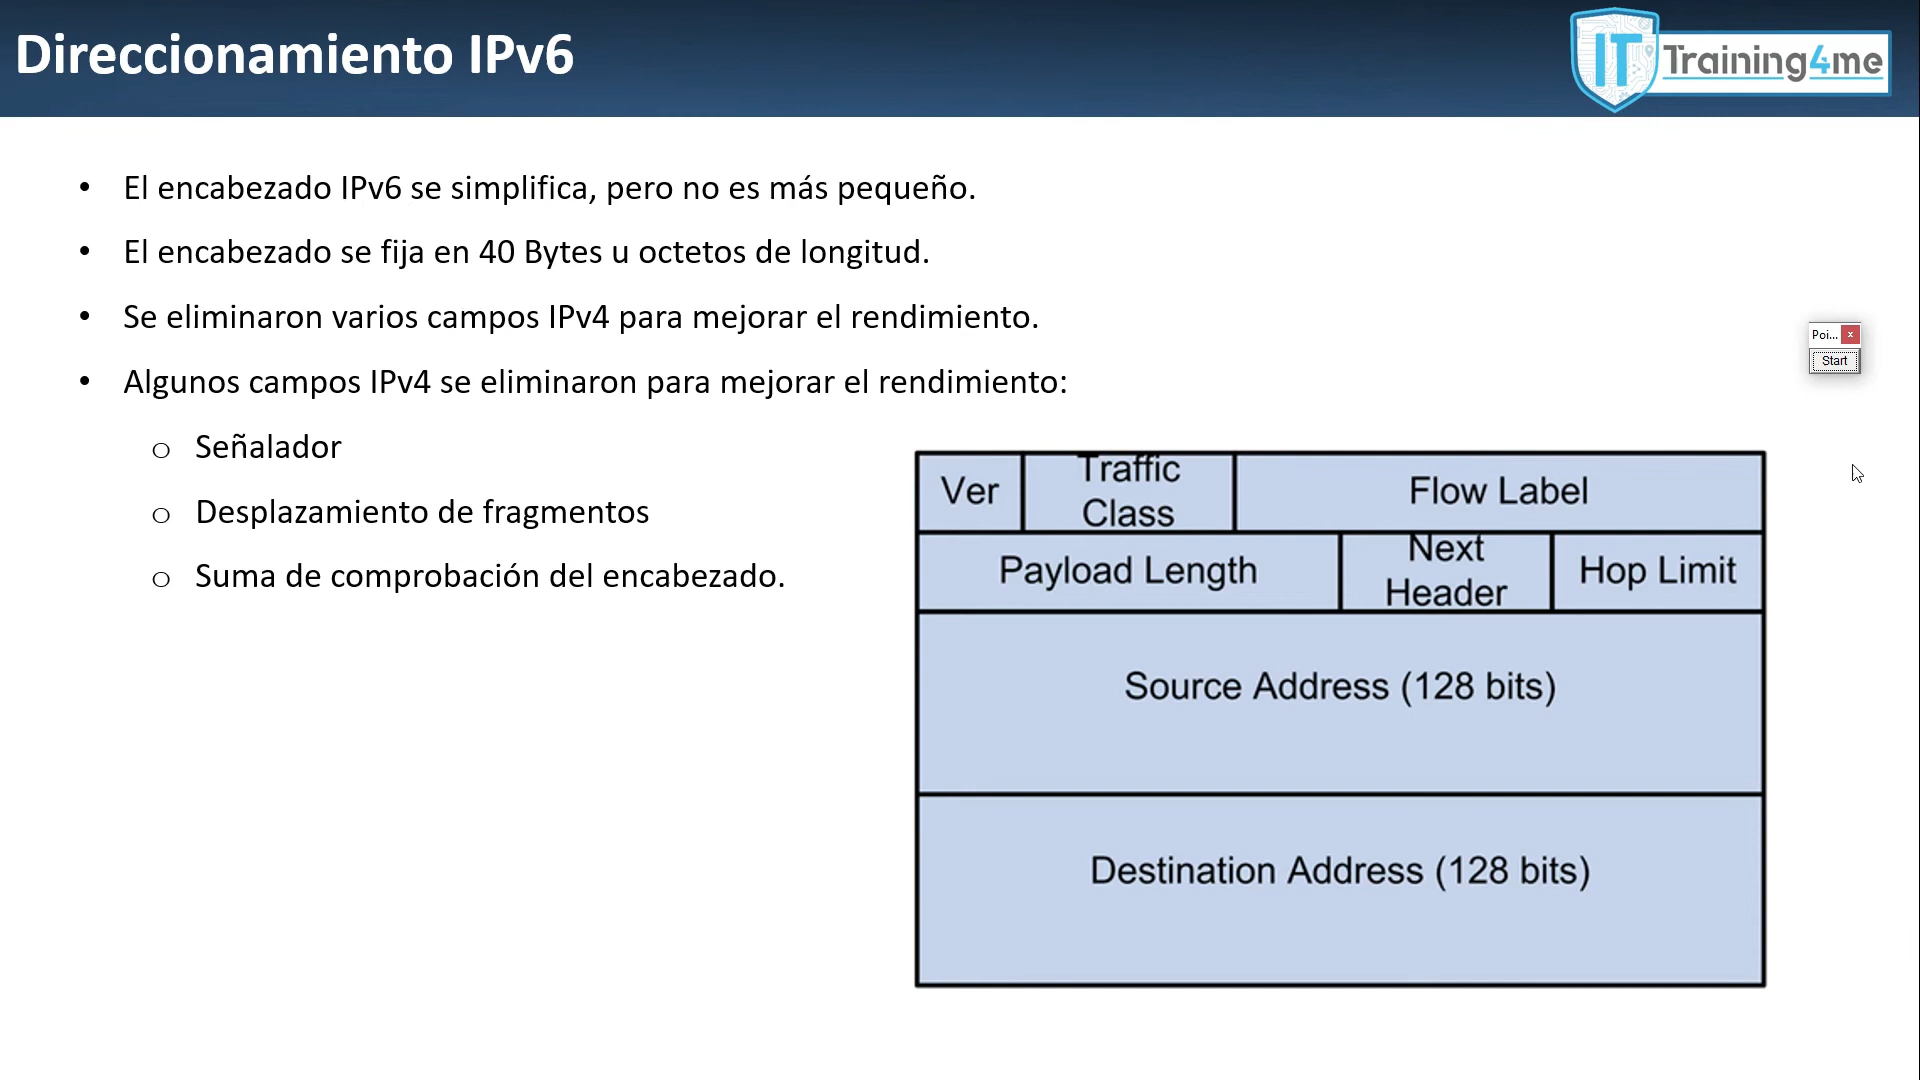 Direccionamiento IPv6
IT Training4me
• El encabezado IPv6 se simplifica, pero no es más pequeño.
• El encabezado se fija en 40 Bytes u octetos de longitud.
• Se eliminaron varios campos IPv4 para mejorar el rendimiento.
• Algunos campos IPv4 se eliminaron para mejorar el rendimiento:
o Señalador
o Desplazamiento de fragmentos
o Suma de comprobación del encabezado.
Poi... x
Start
Ver
Traffic
Class
Flow Label
Payload Length
Next
Header
Hop Limit
Source Address (128 bits)
Destination Address (128 bits)